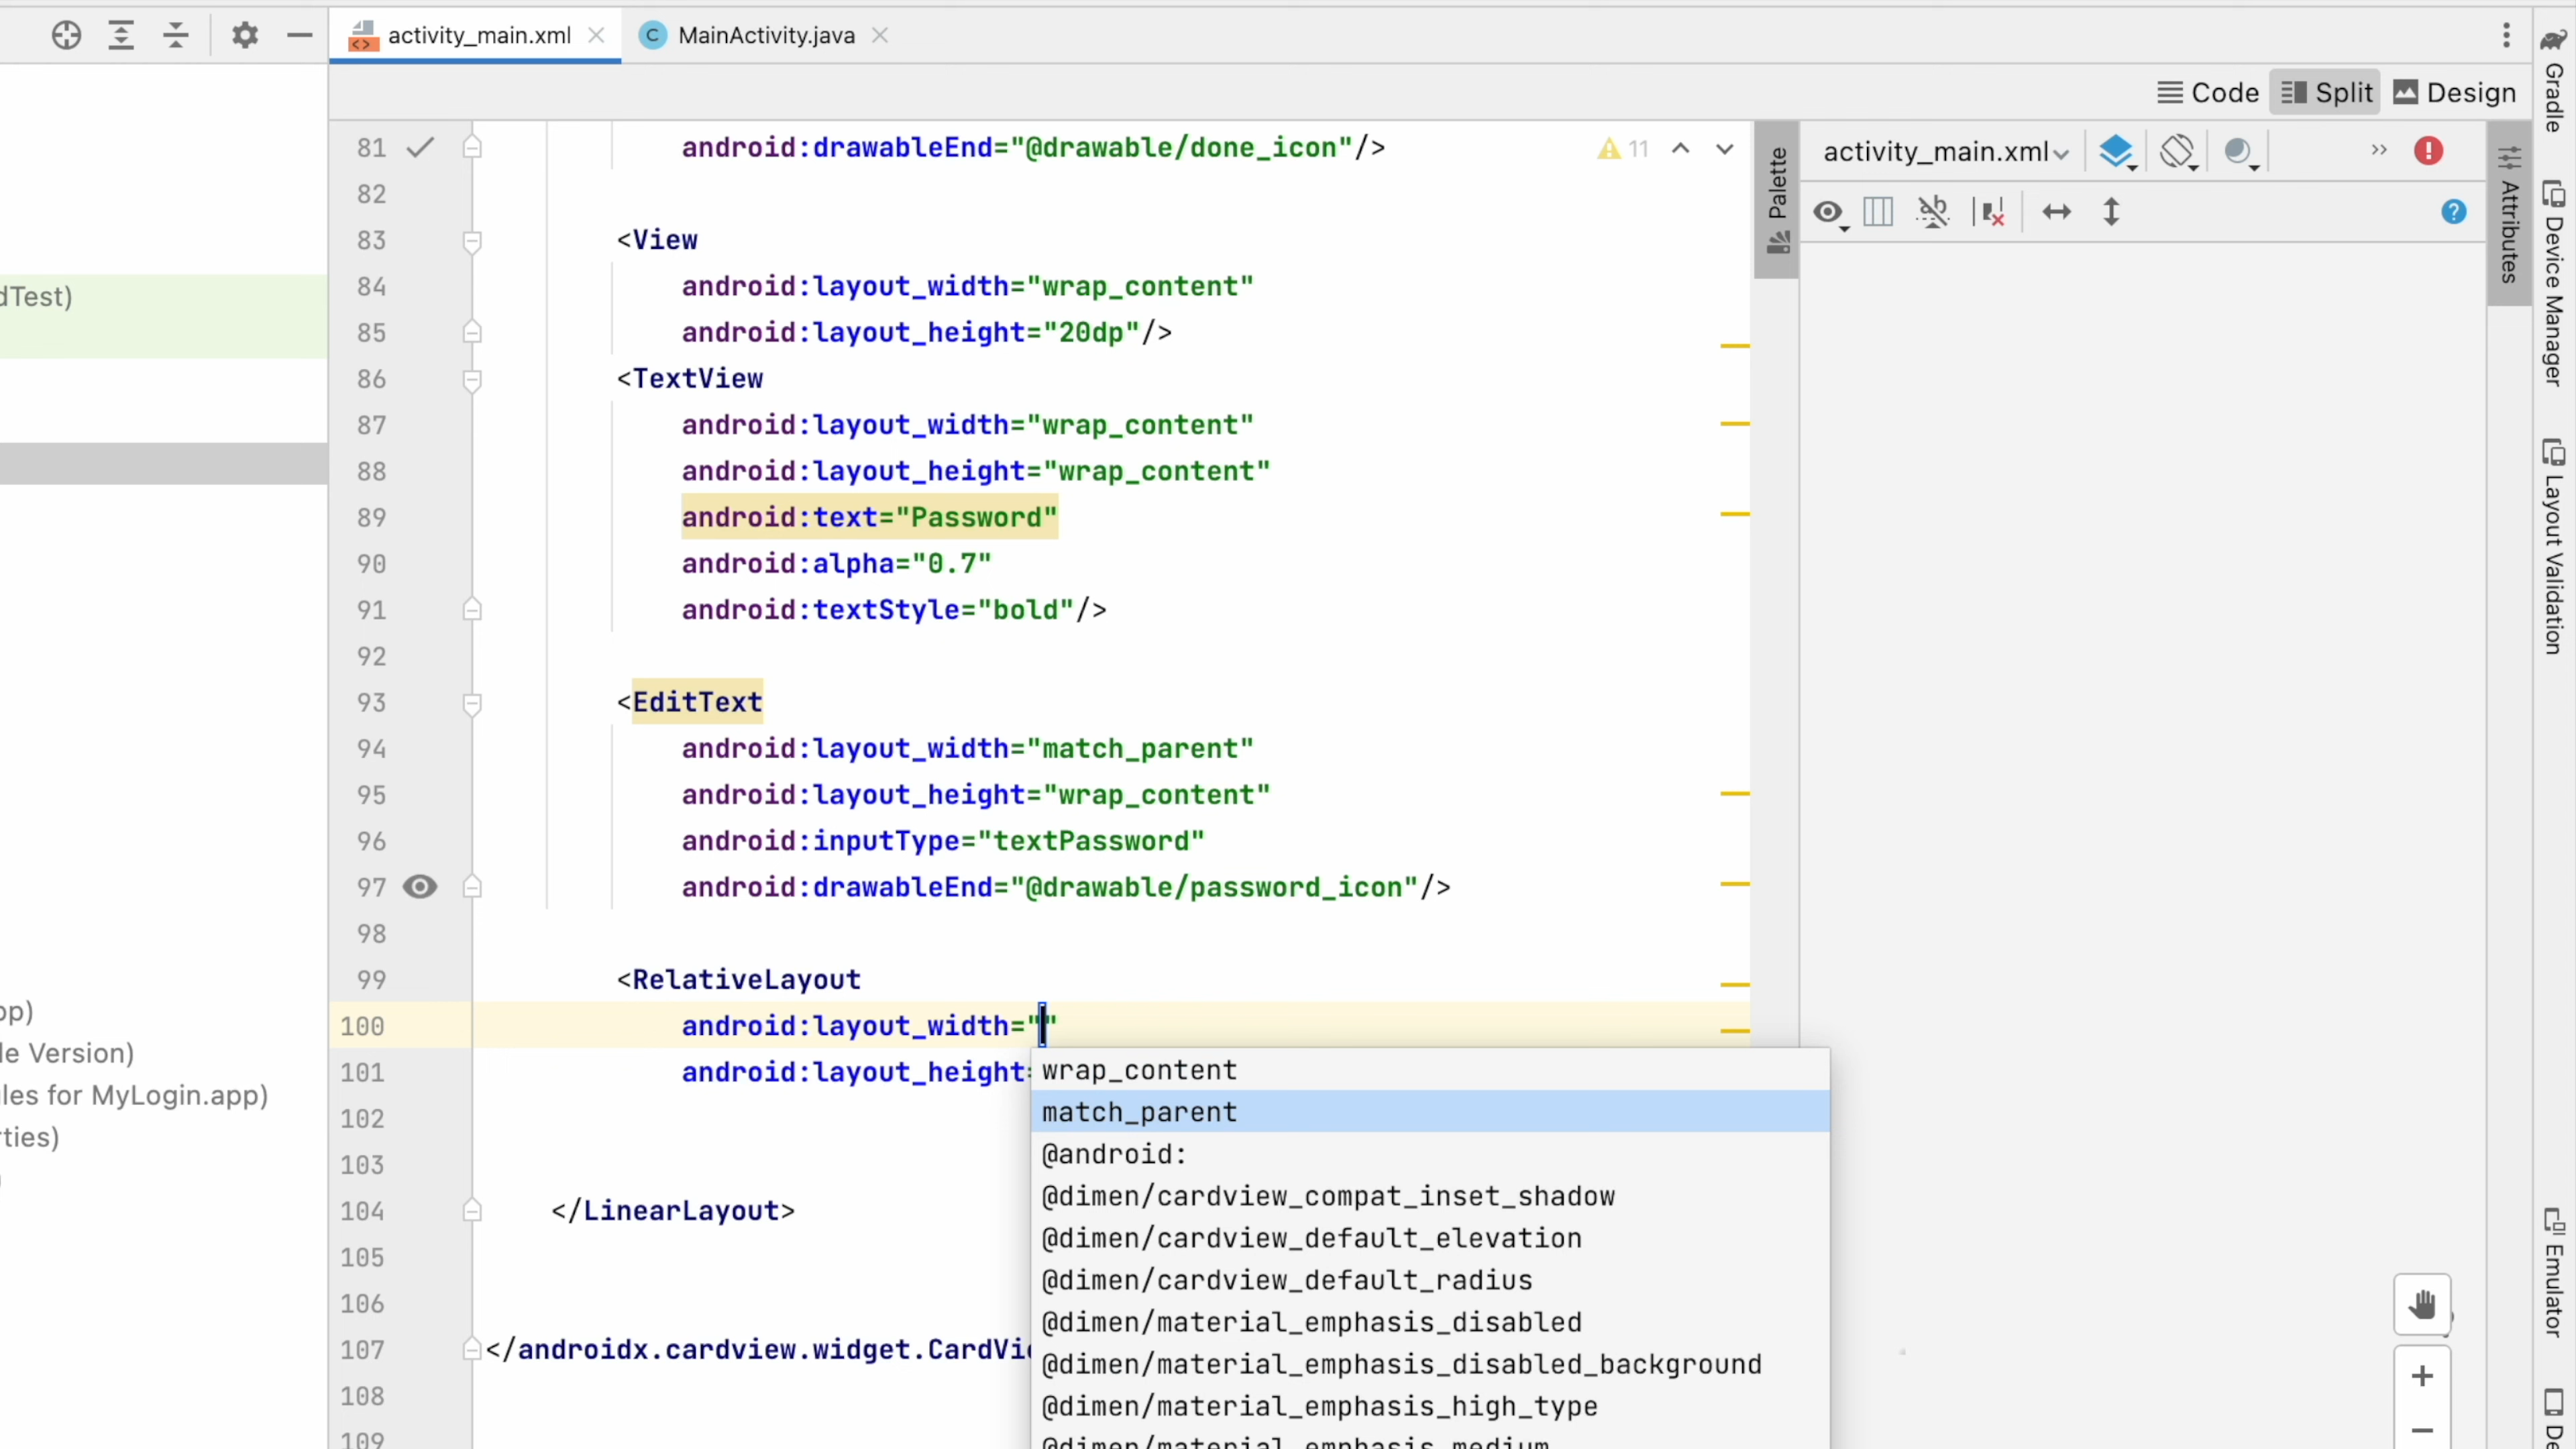 activity_main.xml
MainActivity.java
Code
Split
Design
81 android:drawableEnd="@drawable/done_icon"/>
11
82
83 <View
84 android:layout_width="wrap_content"
85 android:layout_height="20dp"/>
86 <TextView
87 android:layout_width="wrap_content"
88 android:layout_height="wrap_content"
89 android:text="Password"
90 android:alpha="0.7"
91 android:textStyle="bold"/>
92
93 <EditText
94 android:layout_width="match_parent"
95 android:layout_height="wrap_content"
96 android:inputType="textPassword"
97 android:drawableEnd="@drawable/password_icon"/>
98
99 <RelativeLayout
100 android:layout_width=""
101 android:layout_height=
102
103
104 </LinearLayout>
105
106
107 </androidx.cardview.widget.CardVi
108
109
wrap_content
match_parent
@android:
@dimen/cardview_compat_inset_shadow
@dimen/cardview_default_elevation
@dimen/cardview_default_radius
@dimen/material_emphasis_disabled
@dimen/material_emphasis_disabled_background
@dimen/material_emphasis_high_type
@dimen/material_emphasis_medium
dTest)
op)
le Version)
les for MyLogin.app)
rties)
Palette
activity_main.xml
Attributes
Gradle
Device Manager
Layout Validation
Emulator
De